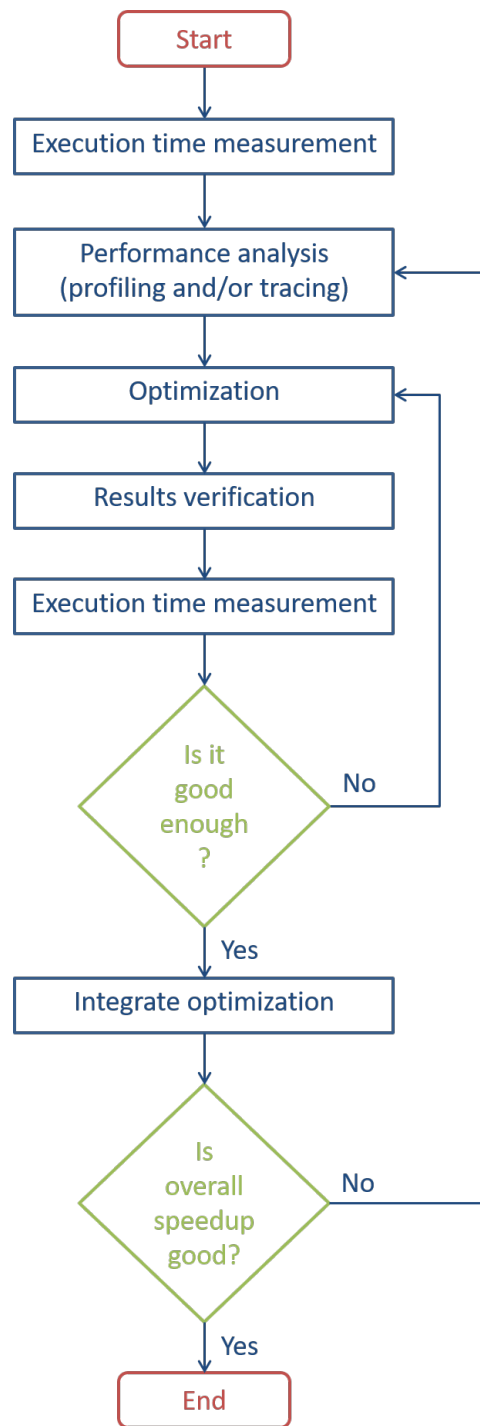 Start
Execution time measurement
Performance analysis
(profiling and/or tracing)
Optimization
Results verification
Execution time measurement
Is it
good
enough
?
No
Yes
Integrate optimization
Is
overall
speedup
good?
No
Yes
End